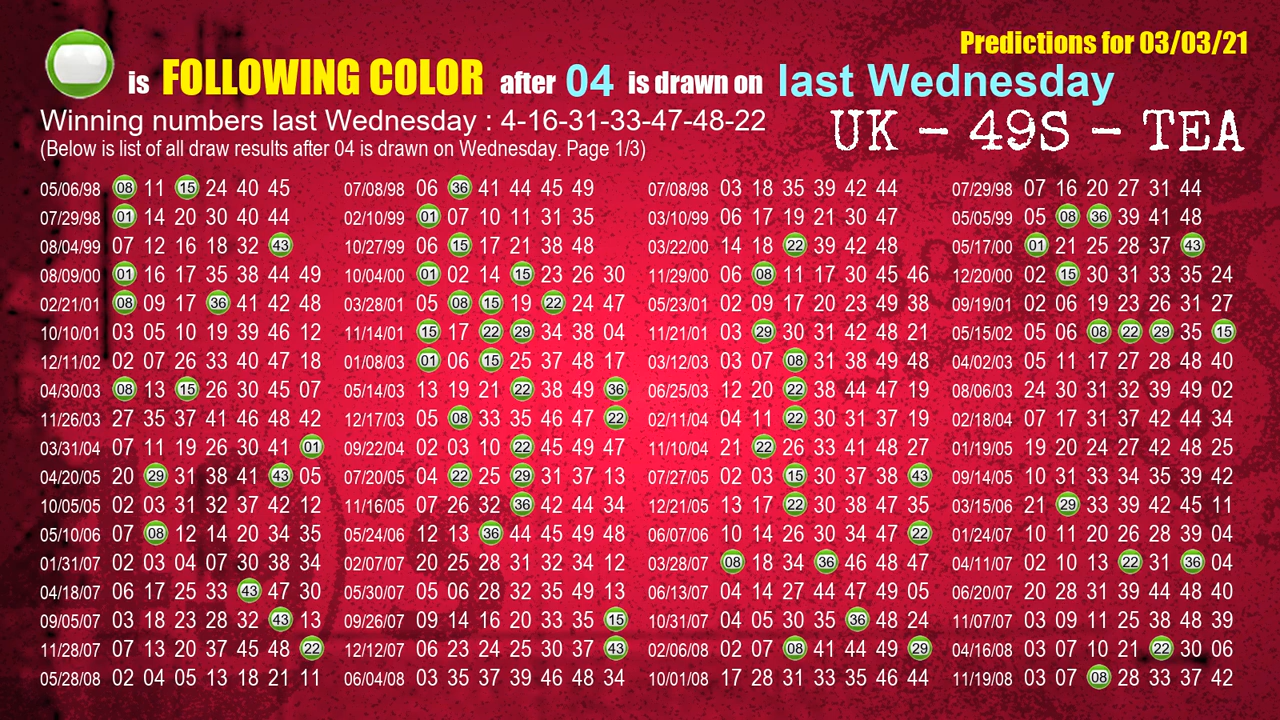 Predictions for 03/03/21
is FOLLOWING COLOR after 04 is drawn on last Wednesday
Winning numbers last Wednesday : 4-16-31-33-47-48-22
UK - 49S - TEA
(Below is list of all draw results after 04 is drawn on Wednesday. Page 1/3)
05/06/98 08 11 15 24 40 45 07/08/98 06 36 41 44 45 49 07/08/98 03 18 35 39 42 44 07/29/98 07 16 20 27 31 44
07/29/98 01 14 20 30 40 44 02/10/99 01 07 10 11 31 35 03/10/99 06 17 19 21 30 47 05/05/99 05 08 36 39 41 48
08/04/99 07 12 16 18 32 43 10/27/99 06 15 17 21 38 48 03/22/00 14 18 22 39 42 48 05/17/00 01 21 25 28 37 43
08/09/00 01 16 17 35 38 44 49 10/04/00 01 02 14 15 23 26 30 11/29/00 06 08 11 17 30 45 46 12/20/00 02 15 30 31 33 35 24
02/21/01 08 09 17 36 41 42 48 03/28/01 05 08 15 19 22 24 47 05/23/01 02 09 17 20 23 49 38 09/19/01 02 06 19 23 26 31 27
10/10/01 03 05 10 19 39 46 12 11/14/01 15 17 22 29 34 38 04 11/21/01 03 29 30 31 42 48 21 05/15/02 05 06 08 22 29 35 15
12/11/02 02 07 26 33 40 47 18 01/08/03 01 06 15 25 37 48 17 03/12/03 03 07 08 31 38 49 48 04/02/03 05 11 17 27 28 48 40
04/30/03 08 13 15 26 30 45 07 05/14/03 13 19 21 22 38 49 36 06/25/03 12 20 22 38 44 47 19 08/06/03 24 30 31 32 39 49 02
11/26/03 27 35 37 41 46 48 42 12/17/03 05 08 33 35 46 47 22 02/11/04 04 11 22 30 31 37 19 02/18/04 07 17 31 37 42 44 34
03/31/04 07 11 19 26 30 41 01 09/22/04 02 03 10 22 45 49 47 11/10/04 21 22 26 33 41 48 27 01/19/05 19 20 24 27 42 48 25
04/20/05 20 29 31 38 41 43 05 07/20/05 04 22 25 29 31 37 13 07/27/05 02 03 15 30 37 38 43 09/14/05 10 31 33 34 35 39 42
10/05/05 02 03 31 32 37 42 12 11/16/05 07 26 32 36 42 44 34 12/21/05 13 17 22 30 38 47 35 03/15/06 21 29 33 39 42 45 11
05/10/06 07 08 12 14 20 34 35 05/24/06 12 13 36 44 45 49 48 06/07/06 10 14 26 30 34 47 22 01/24/07 10 11 20 26 28 39 04
01/31/07 02 03 04 07 30 38 34 02/07/07 20 25 28 31 32 34 12 03/28/07 08 18 34 36 46 48 47 04/11/07 02 10 13 22 31 36 04
04/18/07 06 17 25 33 43 47 30 05/30/07 05 06 28 32 35 49 13 06/13/07 04 14 27 44 47 49 05 06/20/07 20 28 31 39 44 48 40
09/05/07 03 18 23 28 32 43 13 09/26/07 09 14 16 20 33 35 15 10/31/07 04 05 30 35 36 48 24 11/07/07 03 09 11 25 38 48 39
11/28/07 07 13 20 37 45 48 22 12/12/07 06 23 24 25 30 37 43 02/06/08 02 07 08 41 44 49 29 04/16/08 03 07 10 21 22 30 06
05/28/08 02 04 05 13 18 21 11 06/04/08 03 35 37 39 46 48 34 10/01/08 17 28 31 33 35 46 44 11/19/08 03 07 08 28 33 37 42